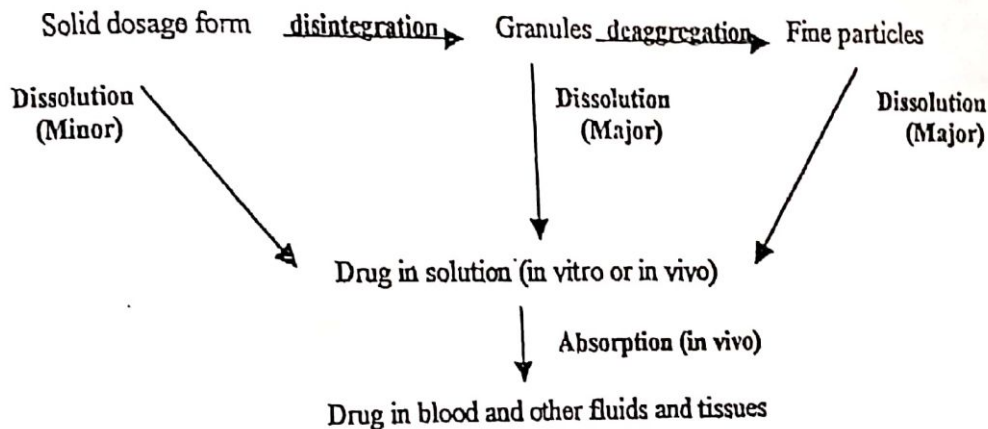 Solid dosage form disintegration Granules deaggregation Fine particles
Dissolution
(Minor)
Dissolution
(Major)
Dissolution
(Major)
Drug in solution (in vitro or in vivo)
Absorption (in vivo)
Drug in blood and other fluids and tissues